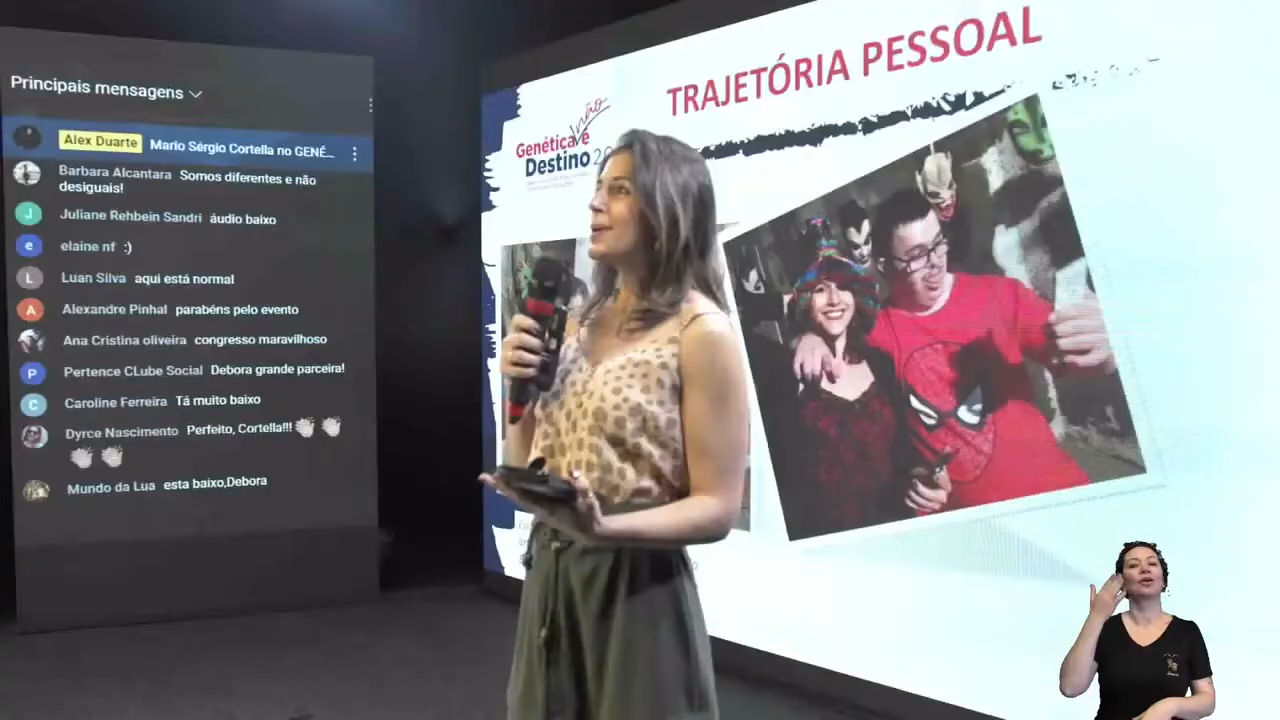 Principais mensagens
Alex Duarte Mario Sérgio Cortella no GENÉ...
Barbara Alcantara Somos diferentes e não
desiguais!
Juliane Rehbein Sandri áudio baixo
elaine nf :)
Luan Silva aqui está normal
Alexandre Pinhal parabéns pelo evento
Ana Cristina oliveira congresso maravilhoso
Pertence CLube Social Debora grande parceira!
Caroline Ferreira Tá muito baixo
Dyrce Nascimento Perfeito, Cortella!!! 👏 👏
👏 👏
Mundo da Lua esta baixo,Debora
TRAJETÓRIA PESSOAL
não
Genética é
Destino